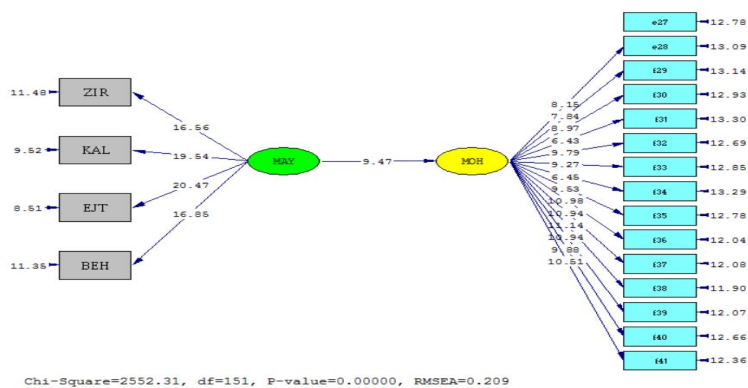 11.48 ZIR
9.52 KAL
8.51 EJT
11.35 BEH
16.56
19.54
20.47
16.85
MAY
9.47
MOH
8.15
7.84
8.97
6.43
9.79
9.27
6.45
9.53
10.98
10.94
11.14
10.94
9.88
10.51
e27 12.78
e28 13.09
f29 13.14
f30 12.93
f31 13.30
f32 12.69
f33 12.85
f34 13.29
f35 12.78
f36 12.04
f37 12.08
f38 11.90
f39 12.07
f40 12.66
f41 12.36
Chi-Square=2552.31, df=151, P-value=0.00000, RMSEA=0.209